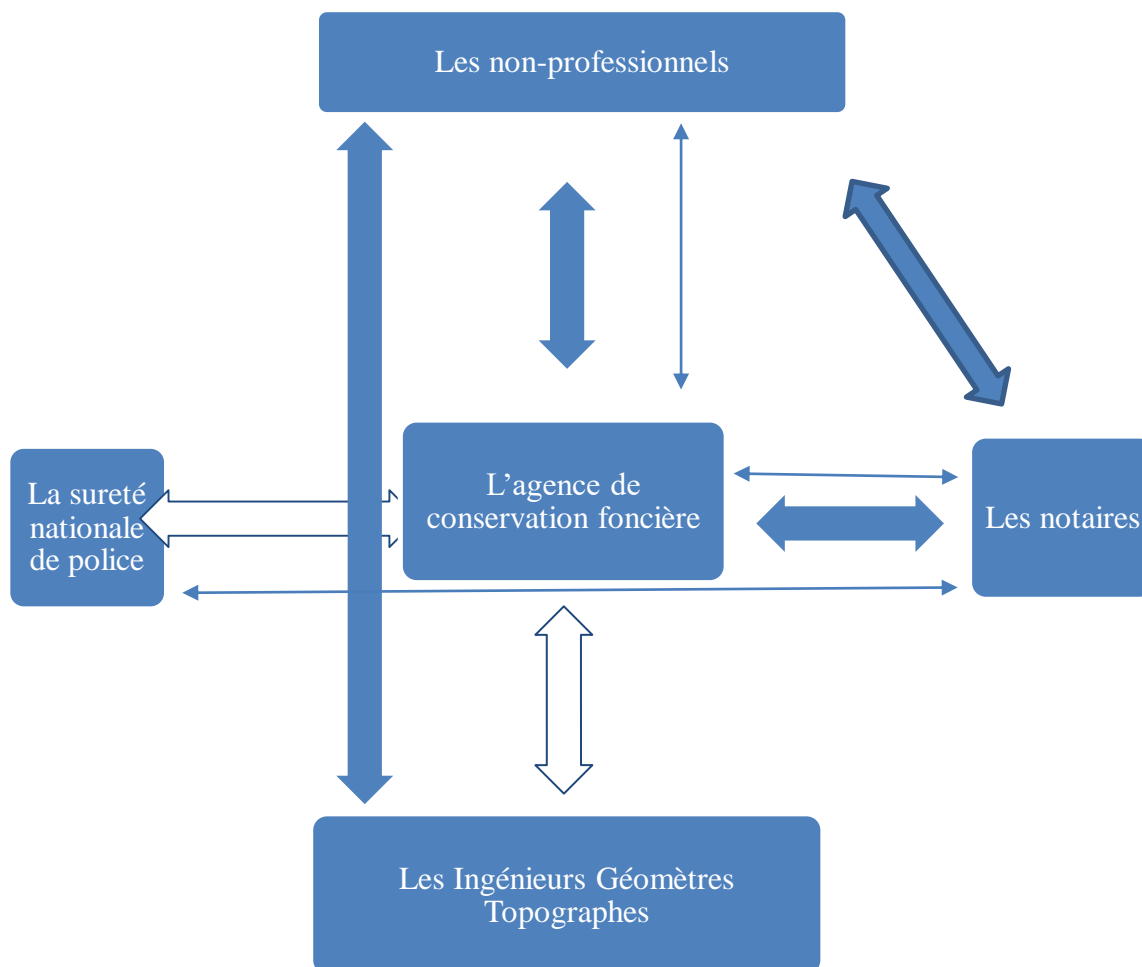 Les non-professionnels
La sureté
nationale
de police
L’agence de
conservation foncière
Les notaires
Les Ingénieurs Géomètres
Topographes